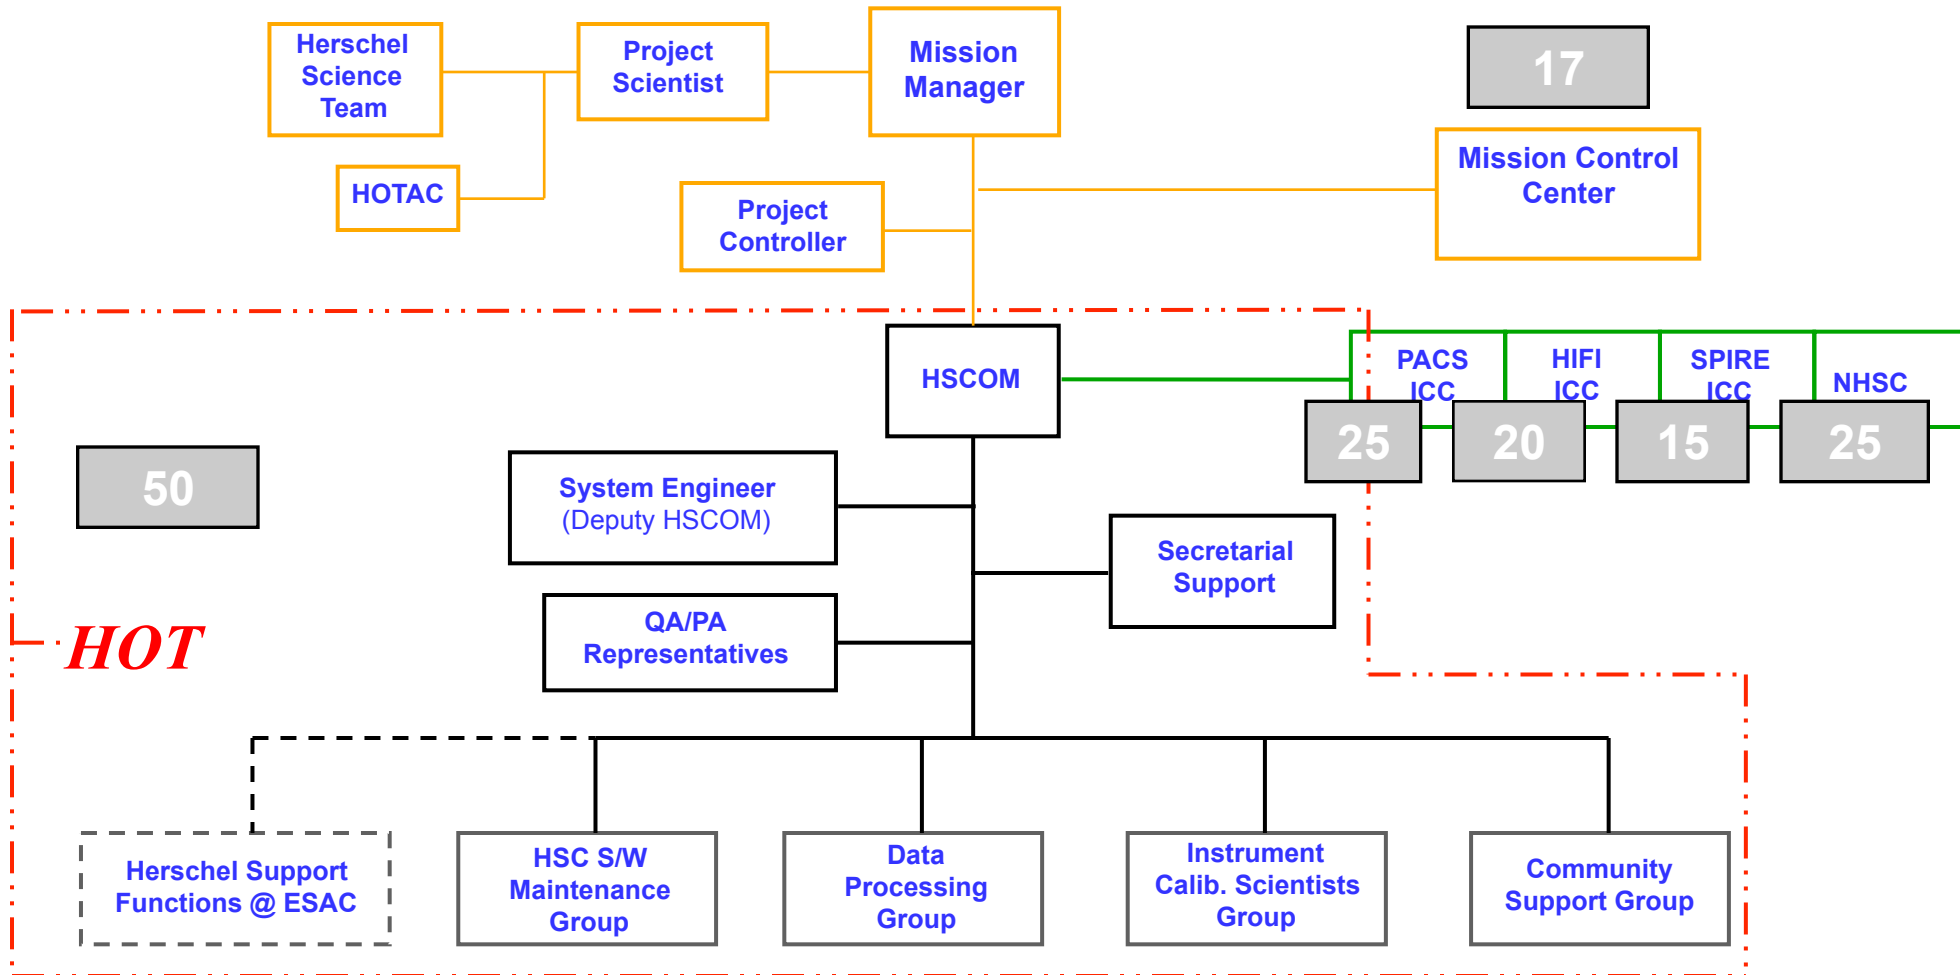 Herschel
Science
Team
Project
Scientist
Mission
Manager
17
HOTAC
Project
Controller
Mission Control
Center
HSCOM
PACS
ICC
HIFI
ICC
SPIRE
ICC
NHSC
25
20
15
25
50
System Engineer
(Deputy HSCOM)
Secretarial
Support
QA/PA
Representatives
HOT
Herschel Support
Functions @ ESAC
HSC S/W
Maintenance
Group
Data
Processing
Group
Instrument
Calib. Scientists
Group
Community
Support Group